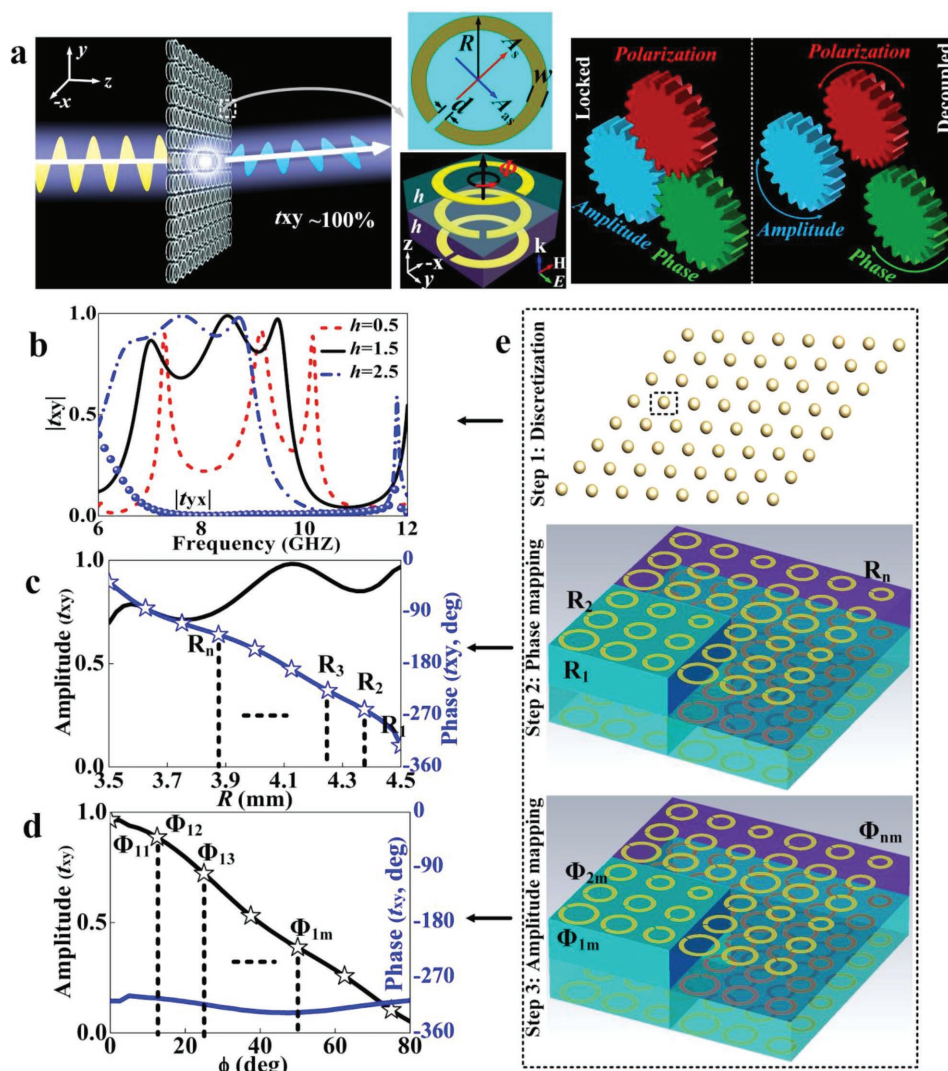 a
y
z
-x
txy ~100%
R
As
Aas
w
d
Φ
h
h
z
-x
y
k
H
E
Locked
Polarization
Amplitude
Phase
Polarization
Amplitude
Phase
Decoupled
b
|txy|
1.0
0.5
0.0
h=0.5
h=1.5
h=2.5
|tyx|
6 8 10 12
Frequency (GHZ)
c
Amplitude (txy)
1.0
0.5
0.0
Rn
R3
R2
R1
0
-90
-180
-270
-360
Phase (txy, deg)
3.5 3.7 3.9 4.1 4.3 4.5
R (mm)
d
Amplitude (txy)
1.0
0.5
0.0
Φ11
Φ12
Φ13
Φ1m
0
-90
-180
-270
-360
Phase (txy, deg)
0 20 40 60 80
ϕ (deg)
e
Step 1: Discretization
Step 2: Phase mapping
Rn
R2
R1
Step 3: Amplitude mapping
Φnm
Φ2m
Φ1m